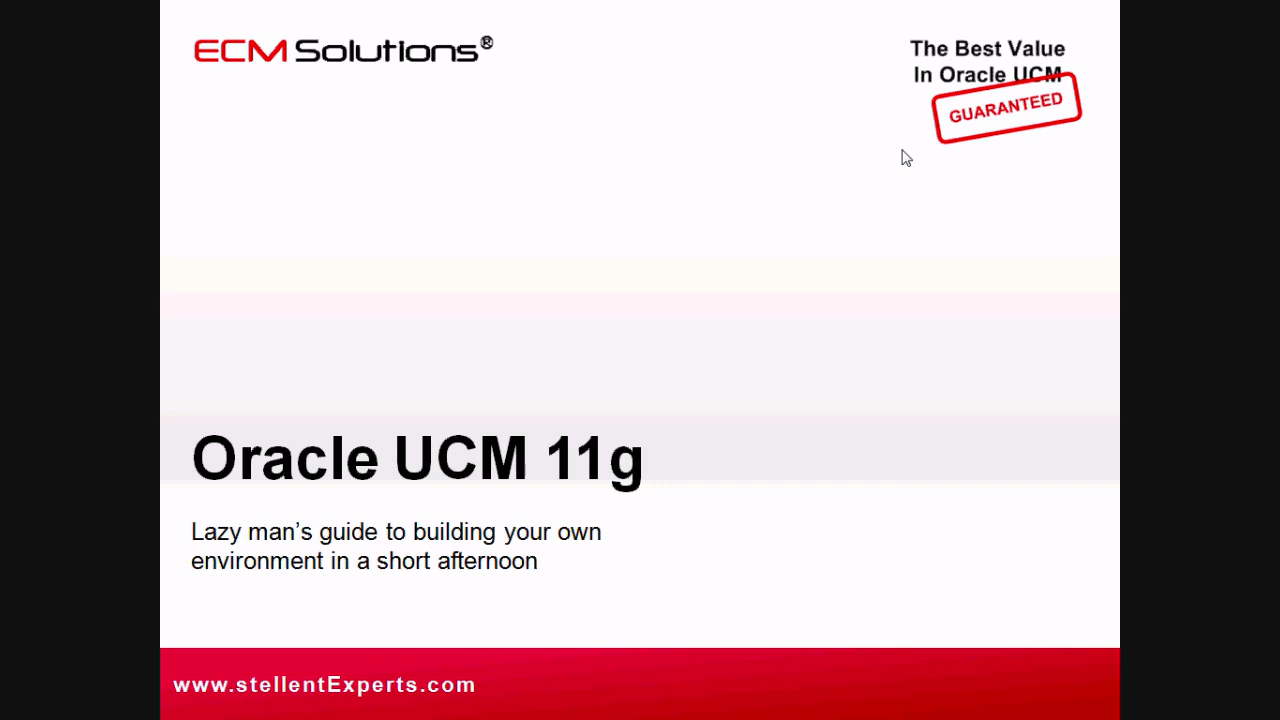 ECM Solutions®
The Best Value
In Oracle UCM
GUARANTEED
Oracle UCM 11g
Lazy man's guide to building your own
environment in a short afternoon
www.stellentExperts.com